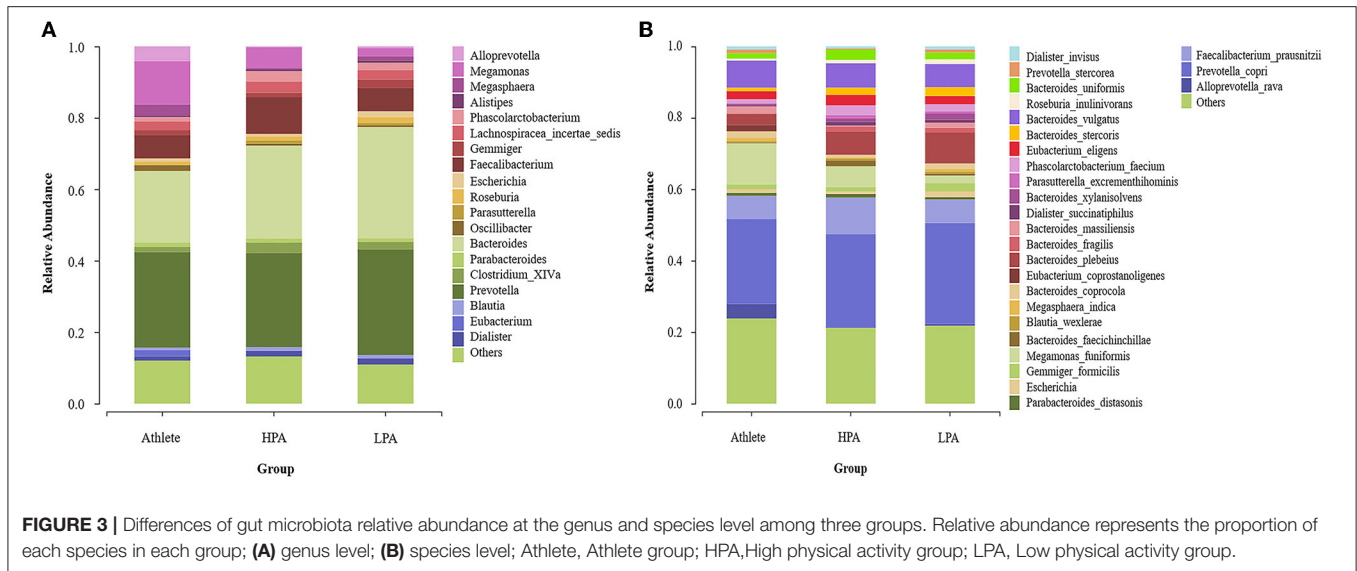 A
1.0
0.8
0.6
0.4
0.2
0.0
Relative Abundance
Athlete
HPA
LPA
Group
Alloprevotella
Megamonas
Megasphaera
Alistipes
Phascolarctobacterium
Lachnospiracea_incertae_sedis
Gemmiger
Faecalibacterium
Escherichia
Roseburia
Parasutterella
Oscillibacter
Bacteroides
Parabacteroides
Clostridium_XIVa
Prevotella
Blautia
Eubacterium
Dialister
Others
B
1.0
0.8
0.6
0.4
0.2
0.0
Relative Abundance
Athlete
HPA
LPA
Group
Dialister_invisus
Prevotella_stercorea
Bacteroides_uniformis
Roseburia_inulinivorans
Bacteroides_vulgatus
Bacteroides_stercoris
Eubacterium_eligens
Phascolarctobacterium_faecium
Parasutterella_excrementhihominis
Bacteroides_xylanisolvens
Dialister_succinatiphilus
Bacteroides_massiliensis
Bacteroides_fragilis
Bacteroides_plebeius
Eubacterium_coprostanoligenes
Bacteroides_coprocola
Megasphaera_indica
Blautia_wexlerae
Bacteroides_faecichinchillae
Megamonas_funiformis
Gemmiger_formicilis
Escherichia
Parabacteroides_distasonis
Faecalibacterium_prausnitzii
Prevotella_copri
Alloprevotella_rava
Others
FIGURE 3 | Differences of gut microbiota relative abundance at the genus and species level among three groups. Relative abundance represents the proportion of
each species in each group; (A) genus level; (B) species level; Athlete, Athlete group; HPA,High physical activity group; LPA, Low physical activity group.